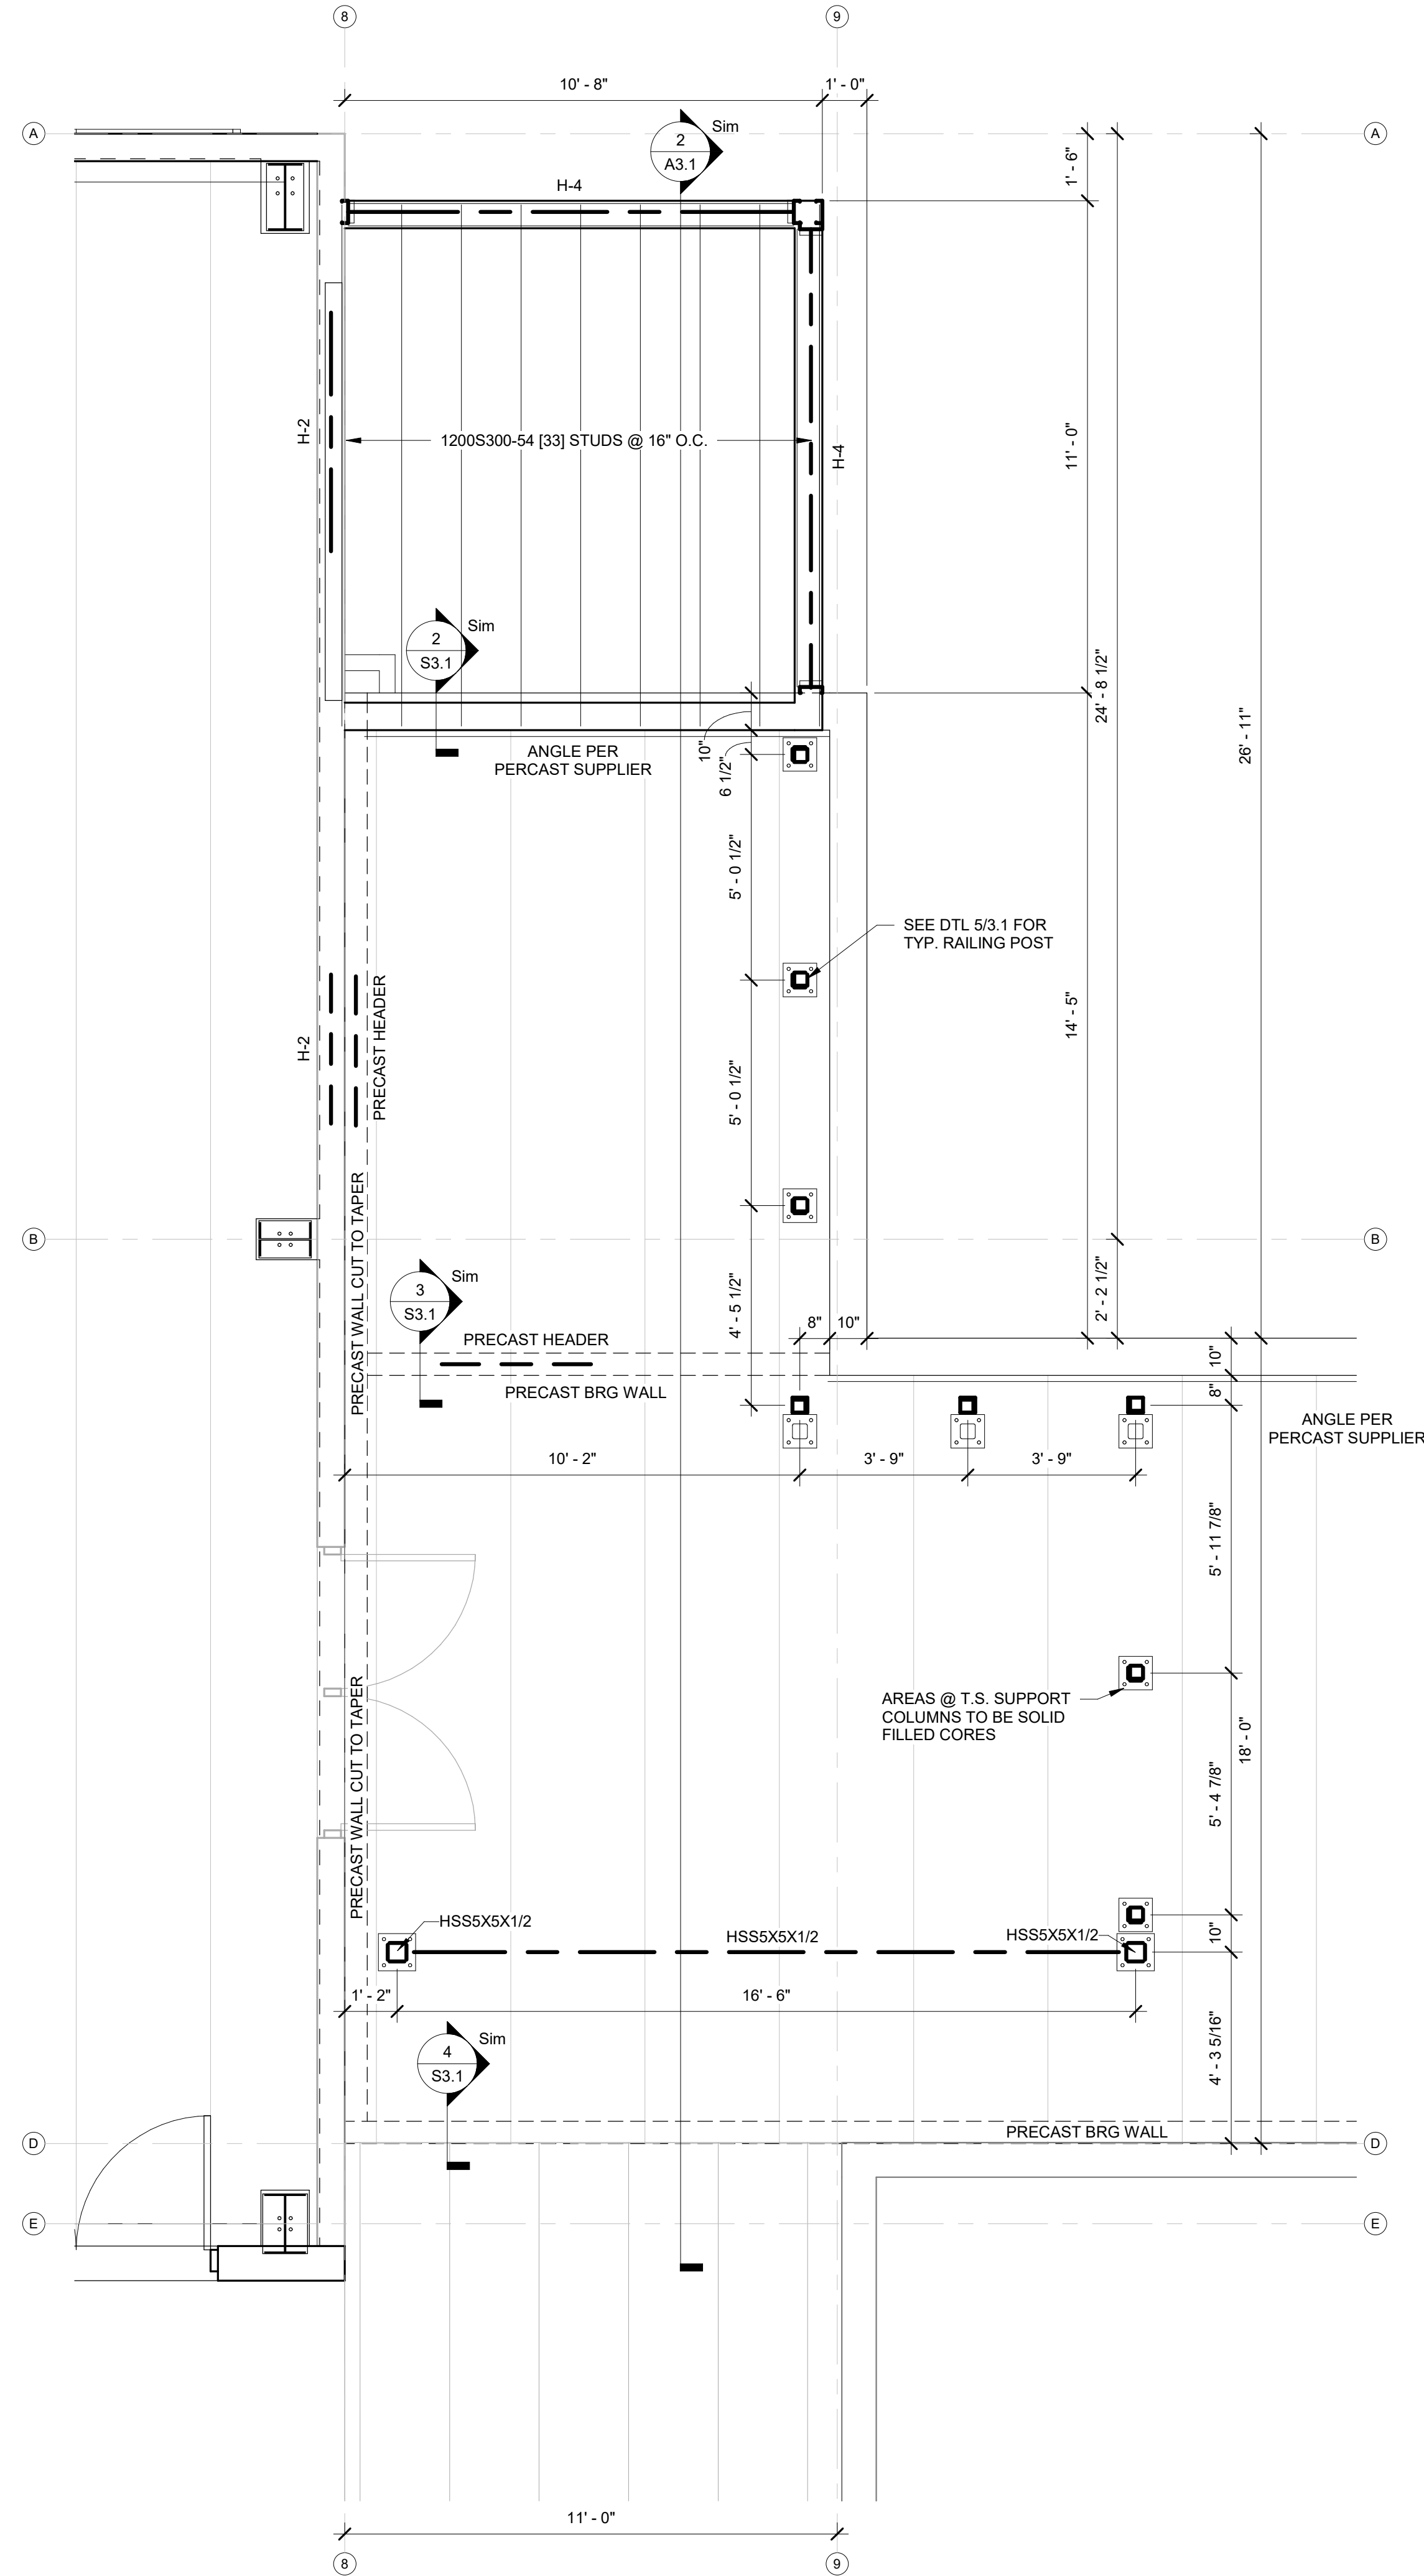 8
9
10' - 8"
1' - 0"
A
2
A3.1
Sim
A
1' - 6"
H-4
H-2
1200S300-54 [33] STUDS @ 16" O.C.
H-4
11' - 0"
2
S3.1
Sim
24' - 8 1/2"
26' - 11"
ANGLE PER
PERCAST SUPPLIER
10"
6 1/2"
5' - 0 1/2"
SEE DTL 5/3.1 FOR
TYP. RAILING POST
14' - 5"
H-2
PRECAST HEADER
5' - 0 1/2"
PRECAST WALL CUT TO TAPER
B
B
3
S3.1
Sim
4' - 5 1/2"
2' - 2 1/2"
8"
10"
PRECAST HEADER
10"
PRECAST BRG WALL
8"
ANGLE PER
PERCAST SUPPLIER
10' - 2"
3' - 9"
3' - 9"
5' - 11 7/8"
PRECAST WALL CUT TO TAPER
AREAS @ T.S. SUPPORT
COLUMNS TO BE SOLID
FILLED CORES
18' - 0"
5' - 4 7/8"
HSS5X5X1/2
HSS5X5X1/2
HSS5X5X1/2
10"
1' - 2"
16' - 6"
4
S3.1
Sim
4' - 3 5/16"
PRECAST BRG WALL
D
D
E
E
11' - 0"
8
9